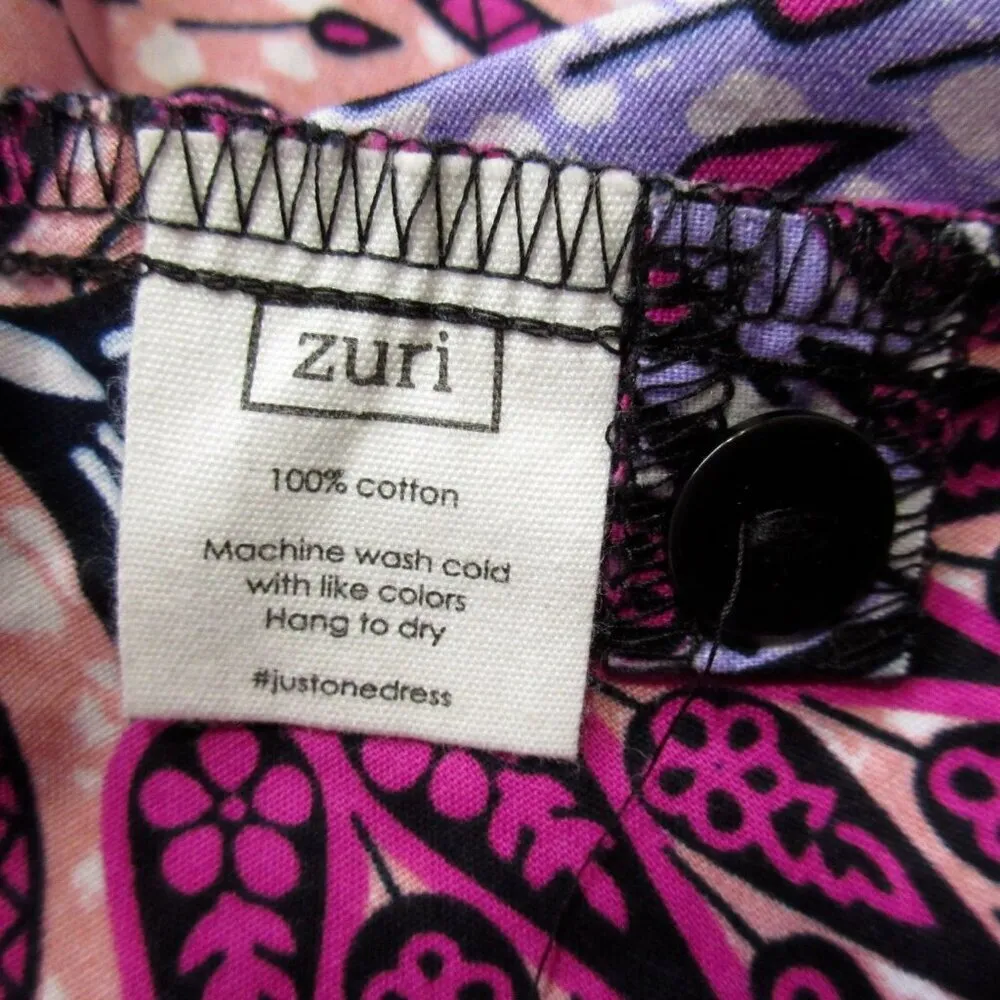 zuri
100% cotton
Machine wash cold
with like colors
Hang to dry
#justonedress